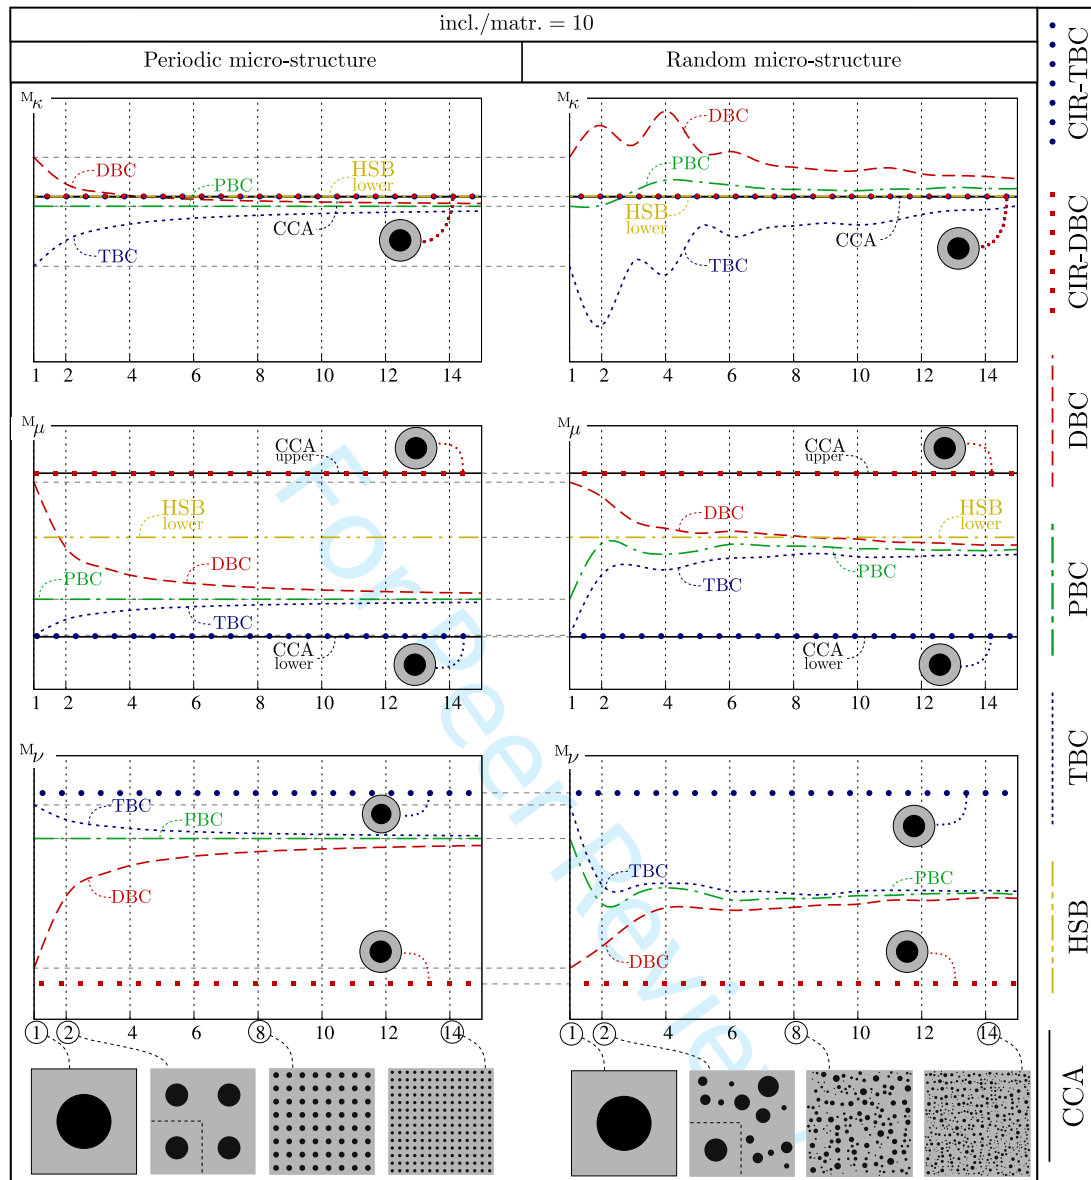 incl./matr. = 10
Periodic micro-structure
Random micro-structure
Mκ
DBC
PBC
HSB
lower
CCA
TBC
1 2 4 6 8 10 12 14
Mκ
DBC
PBC
HSB
lower
CCA
TBC
1 2 4 6 8 10 12 14
Mμ
CCA
upper
HSB
lower
PBC
DBC
TBC
CCA
lower
1 2 4 6 8 10 12 14
Mμ
CCA
upper
DBC
HSB
lower
PBC
TBC
CCA
lower
1 2 4 6 8 10 12 14
Mν
TBC
PBC
DBC
1 2 4 6 8 10 12 14
Mν
TBC
PBC
DBC
1 2 4 6 8 10 12 14
CIR-TBC
CIR-DBC
DBC
PBC
TBC
HSB
CCA
For Peer Review